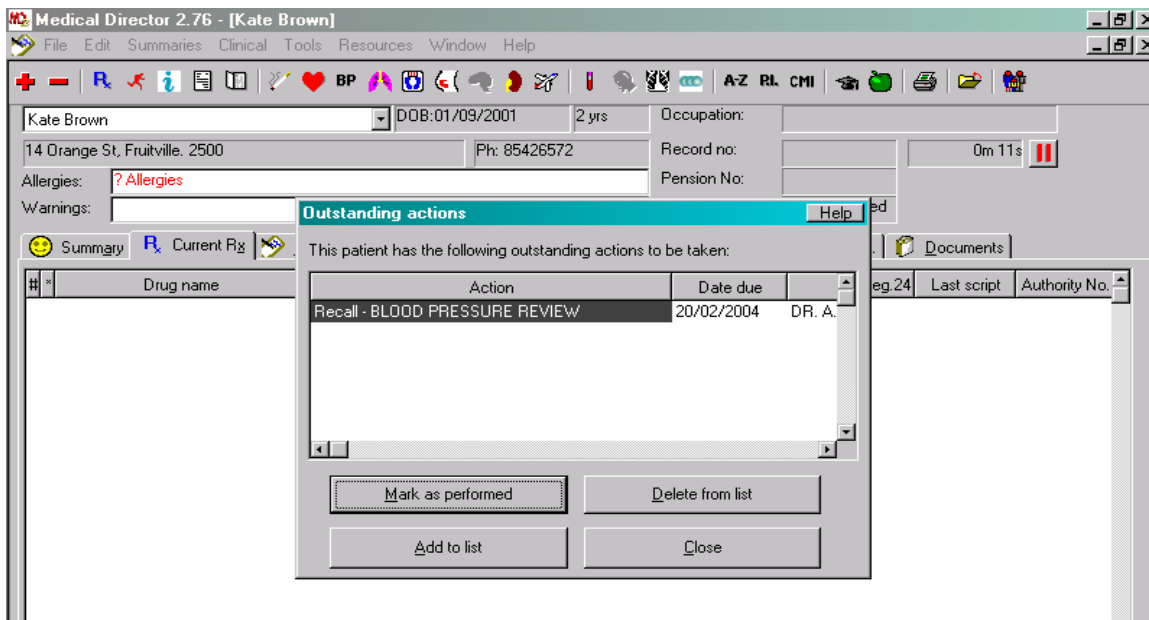 Medical Director 2.76 - [Kate Brown]
File Edit Summaries Clinical Tools Resources Window Help
Rx i BP A-Z P.I. CMI
Kate Brown DOB:01/09/2001 2 yrs Occupation:
14 Orange St, Fruitville. 2500 Ph: 85426572 Record no: 0m 11s
Allergies: ? Allergies Pension No:
Warnings:
Outstanding actions Help
Summary Rx Current Rx Documents
This patient has the following outstanding actions to be taken:
# * Drug name eg.24 Last script Authority No.
Action Date due
Recall - BLOOD PRESSURE REVIEW 20/02/2004 DR. A.
Mark as performed Delete from list
Add to list Close